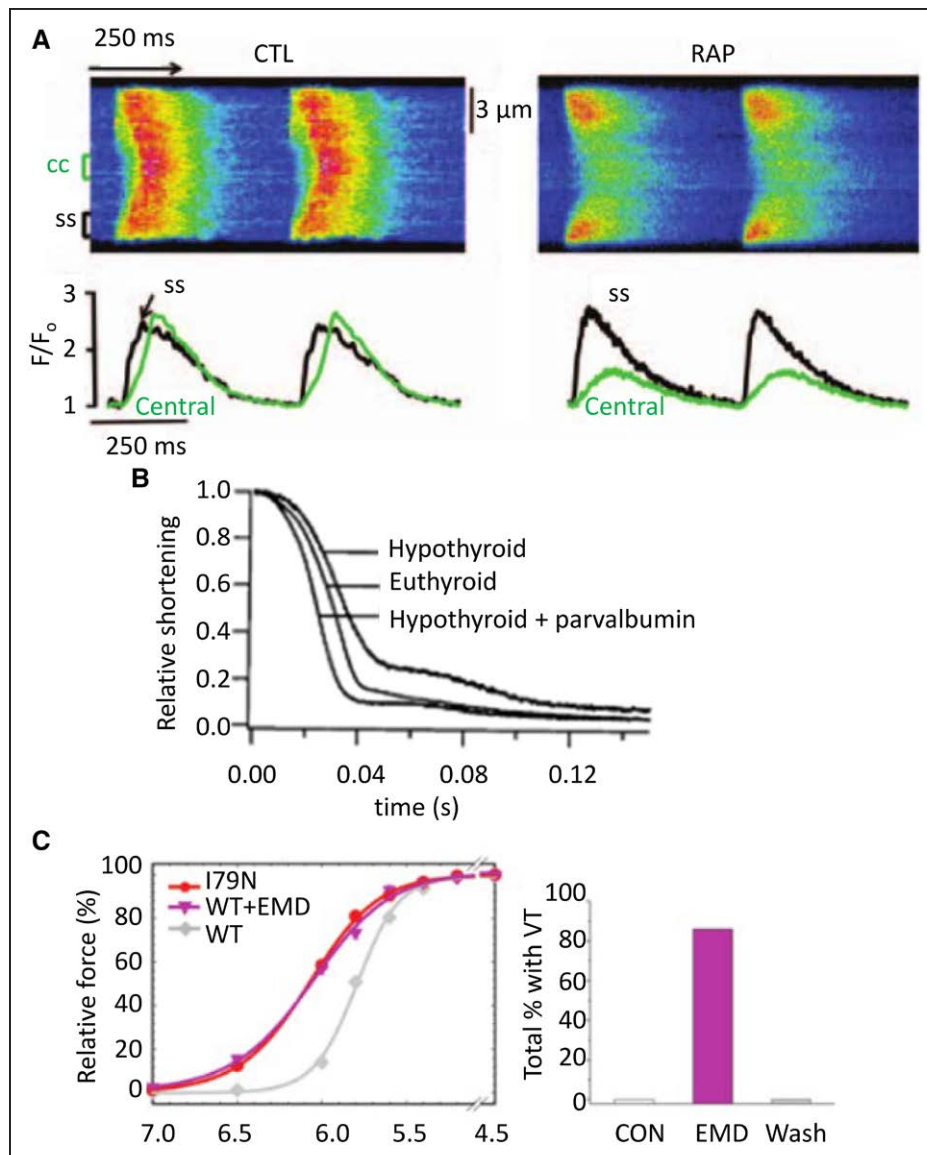 A
250 ms
CTL
RAP
3 μm
cc
ss
3
2
1
F/Fo
ss
Central
250 ms
ss
Central
B
1.0
0.8
0.6
0.4
0.2
0.0
Relative shortening
Hypothyroid
Euthyroid
Hypothyroid + parvalbumin
0.00 0.04 0.08 0.12
time (s)
C
100
80
60
40
20
0
Relative force (%)
I79N
WT+EMD
WT
7.0 6.5 6.0 5.5 4.5
100
80
60
40
20
0
Total % with VT
CON EMD Wash